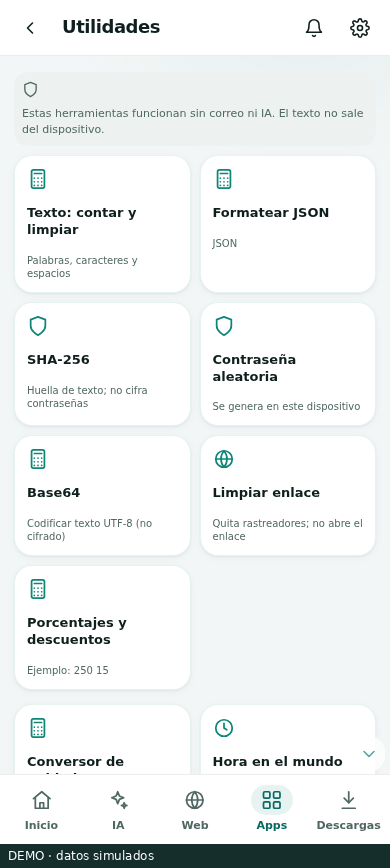 Utilidades
Estas herramientas funcionan sin correo ni IA. El texto no sale
del dispositivo.
Texto: contar y
limpiar
Palabras, caracteres y
espacios
Formatear JSON
JSON
SHA-256
Huella de texto; no cifra
contraseñas
Contraseña
aleatoria
Se genera en este dispositivo
Base64
Codificar texto UTF-8 (no
cifrado)
Limpiar enlace
Quita rastreadores; no abre el
enlace
Porcentajes y
descuentos
Ejemplo: 250 15
Conversor de
Hora en el mundo
Inicio
IA
Web
Apps
Descargas
DEMO · datos simulados